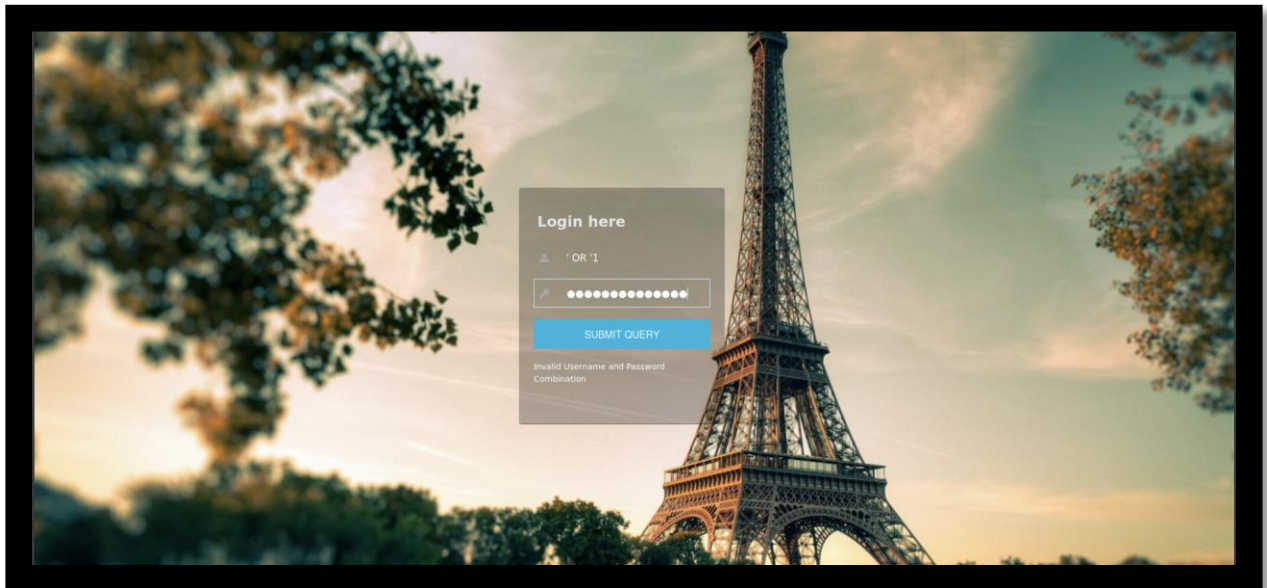 Login here
' OR '1
SUBMIT QUERY
Invalid Username and Password
Combination